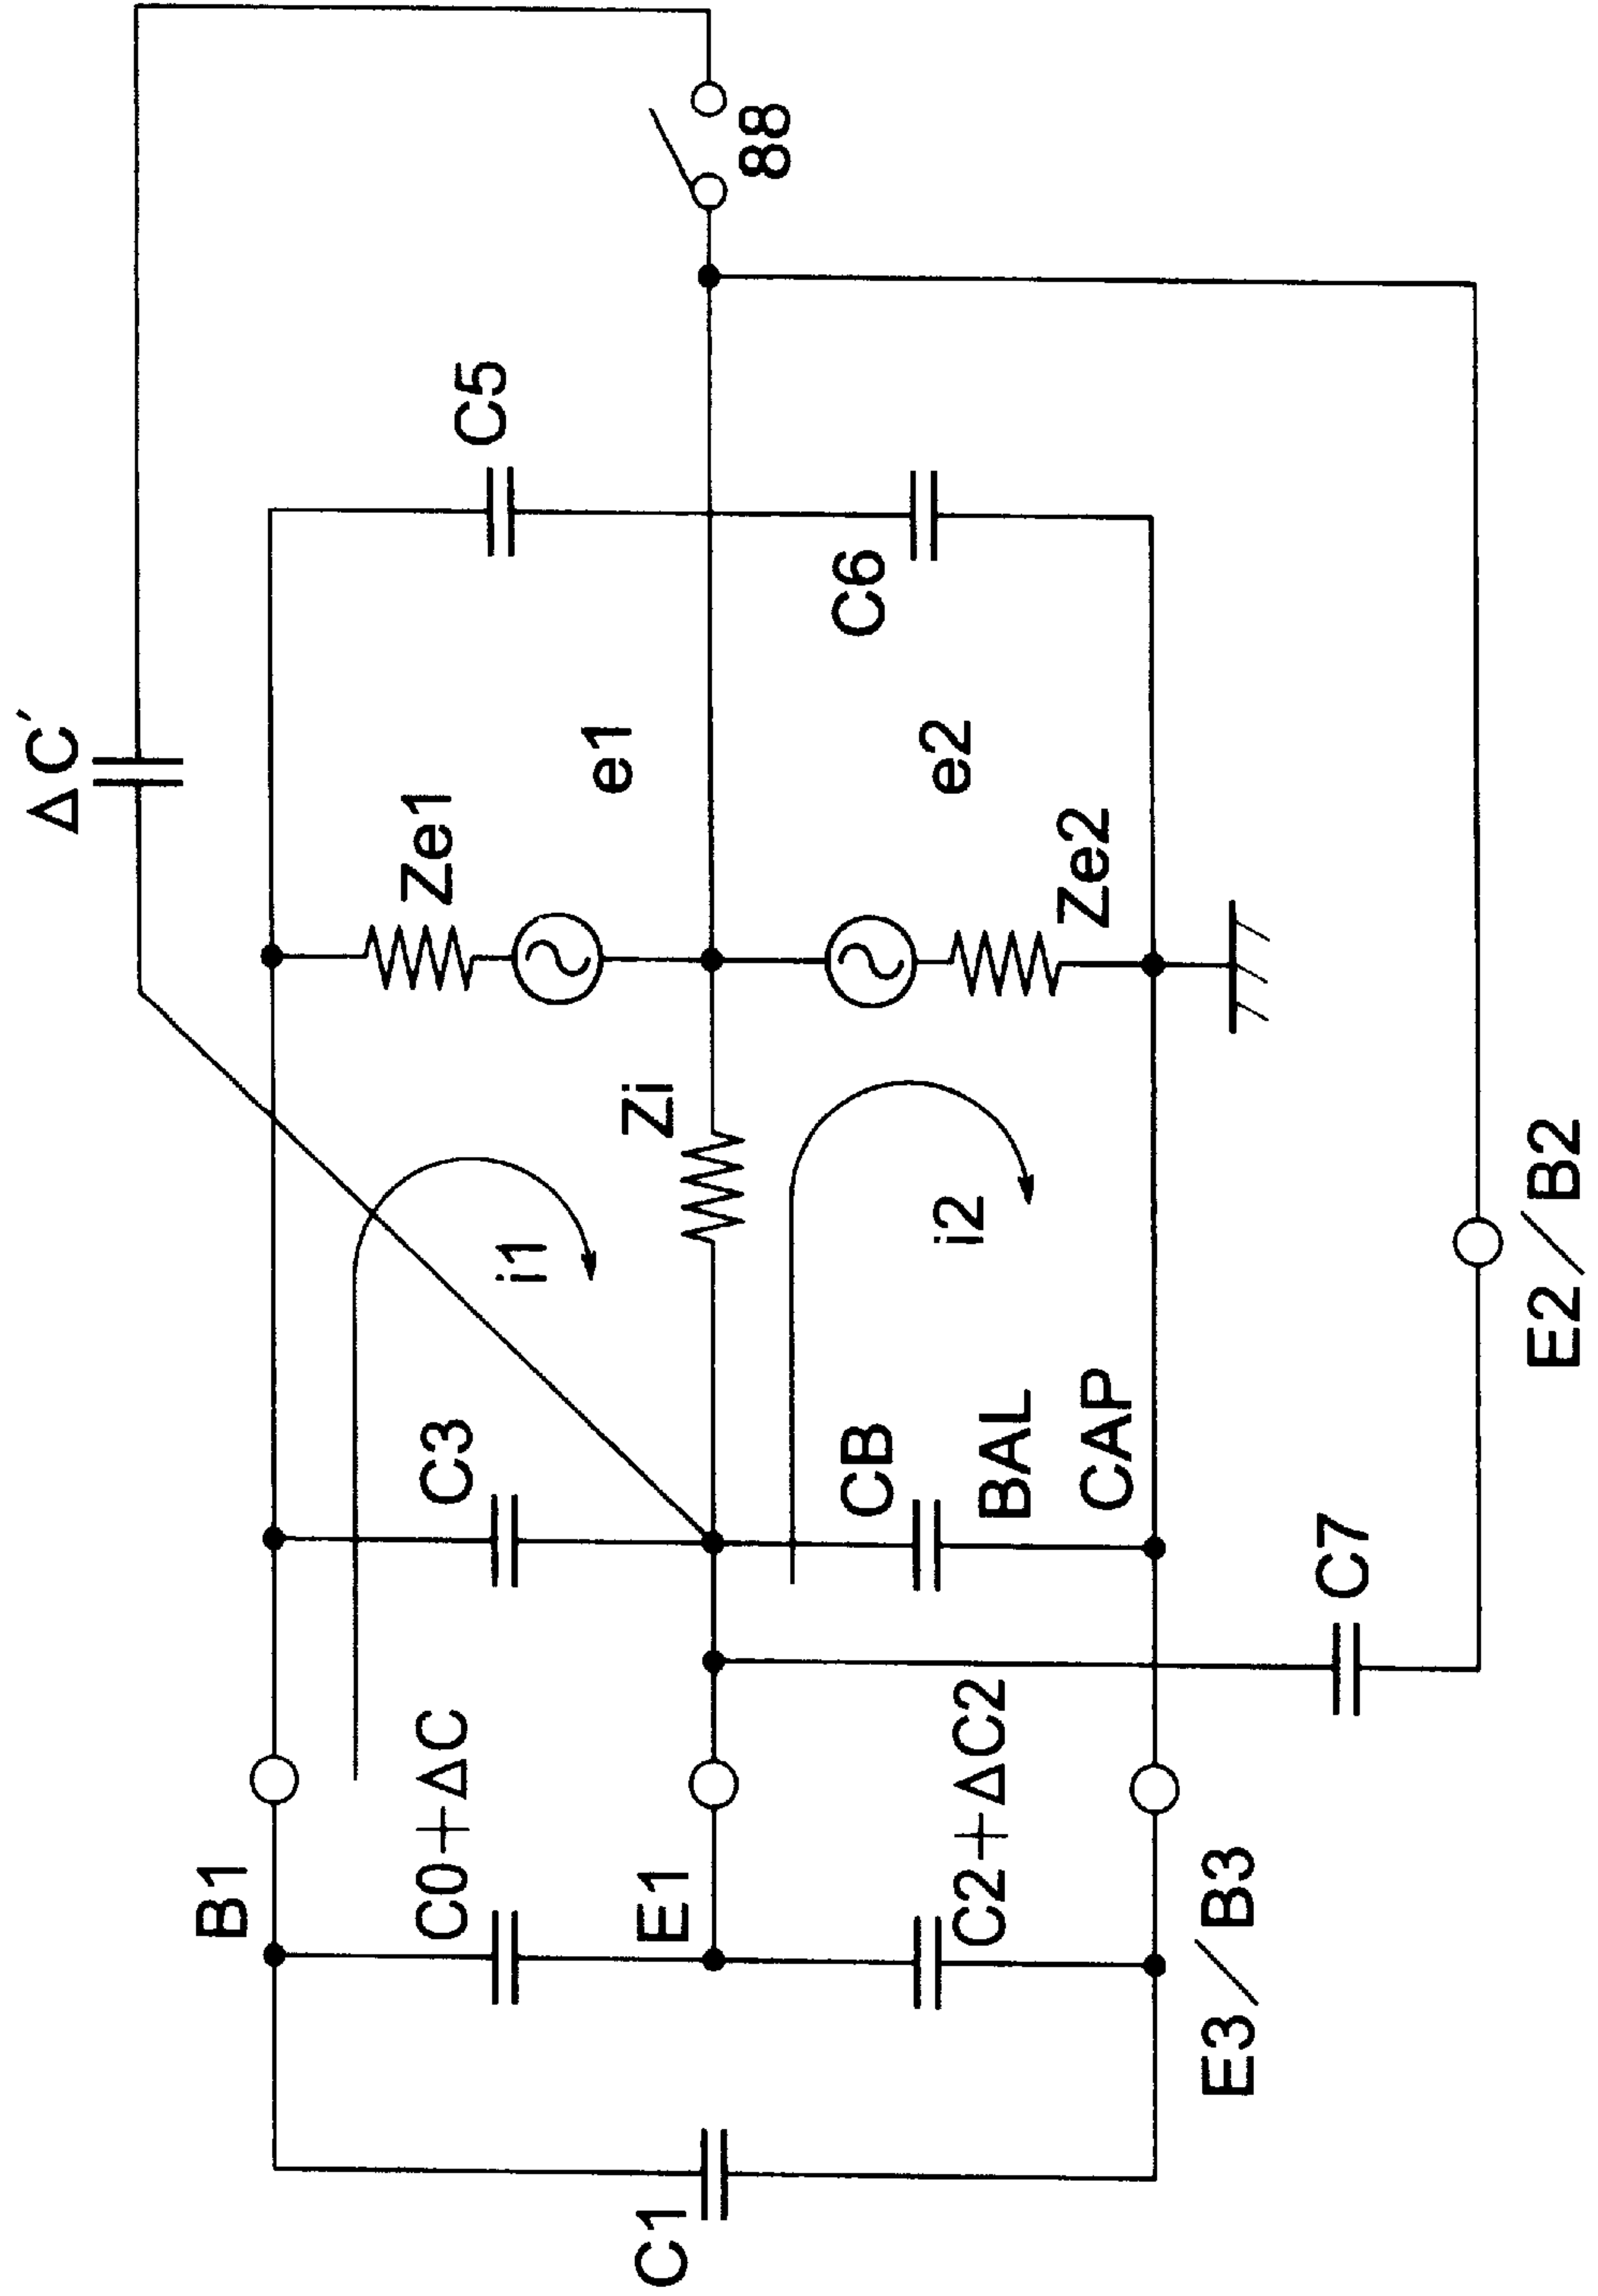 ΔC´
88
C5
C6
Ze1
e1
e2
Ze2
Zi
i1
i2
C3
CB
BAL
CAP
C7
E2/B2
B1
C0+ΔC
E1
C2+ΔC2
E3/B3
C1